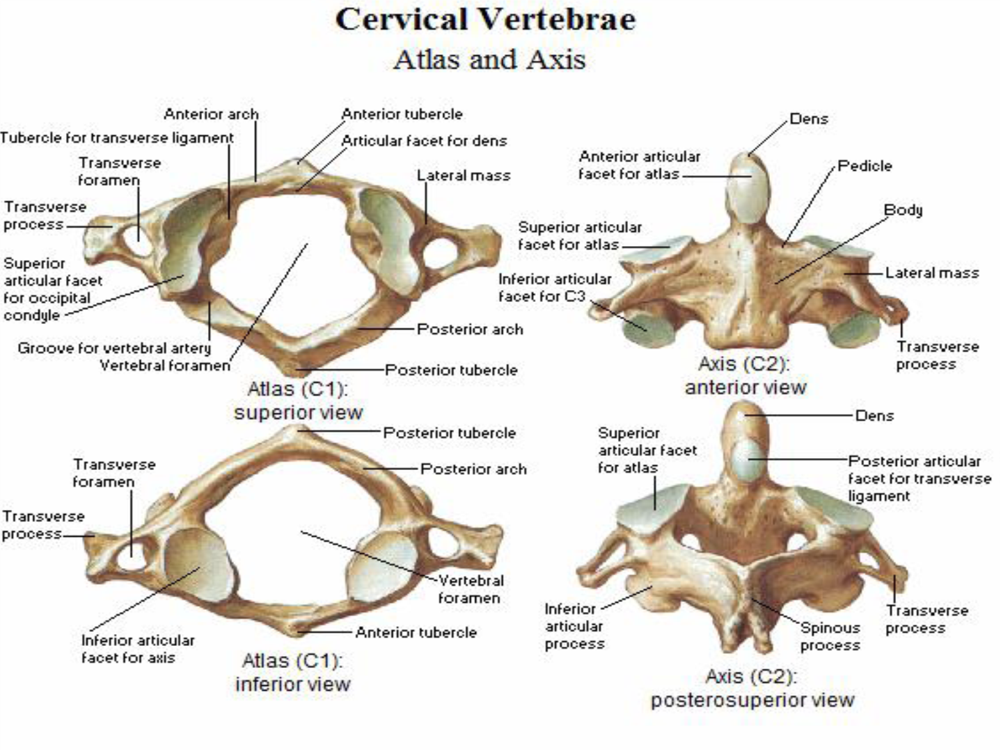 Cervical Vertebrae
Atlas and Axis
Anterior arch
Anterior tubercle
Tubercle for transverse ligament
Articular facet for dens
Transverse
foramen
Lateral mass
Transverse
process
Superior
articular facet
for occipital
condyle
Groove for vertebral artery
Vertebral foramen
Posterior arch
Posterior tubercle
Atlas (C1):
superior view
Dens
Anterior articular
facet for atlas
Pedicle
Body
Superior articular
facet for atlas
Inferior articular
facet for C3
Lateral mass
Transverse
process
Axis (C2):
anterior view
Posterior tubercle
Transverse
foramen
Posterior arch
Transverse
process
Vertebral
foramen
Anterior tubercle
Inferior articular
facet for axis
Atlas (C1):
inferior view
Dens
Superior
articular facet
for atlas
Posterior articular
facet for transverse
ligament
Inferior
articular
process
Spinous
process
Transverse
process
Axis (C2):
posterosuperior view